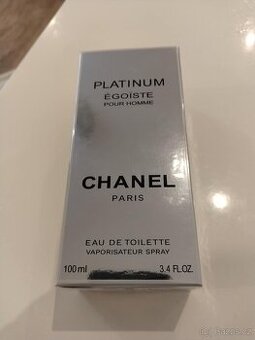 PLATINUM
ÉGOÏSTE
POUR HOMME
CHANEL
PARIS
EAU DE TOILETTE
VAPORISATEUR SPRAY
100 ml 3.4 FL.OZ.